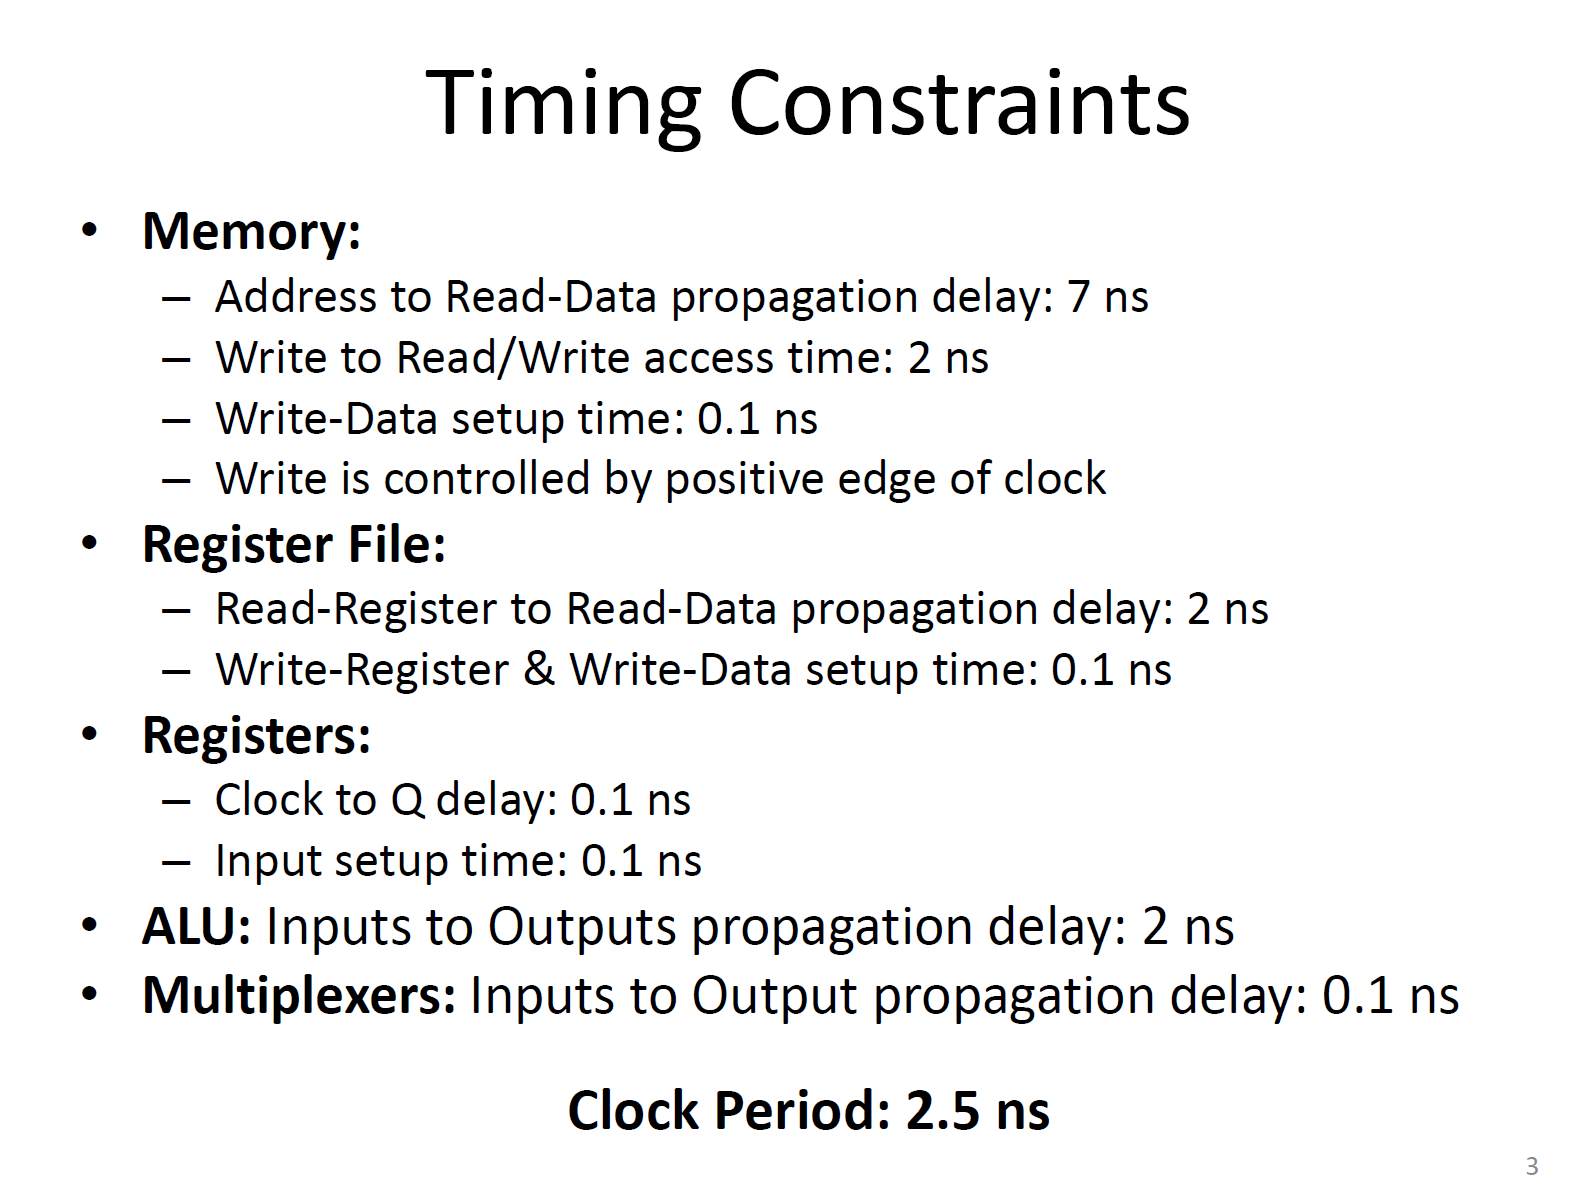 Timing Constraints
• Memory:
– Address to Read-Data propagation delay: 7 ns
– Write to Read/Write access time: 2 ns
– Write-Data setup time: 0.1 ns
– Write is controlled by positive edge of clock
• Register File:
– Read-Register to Read-Data propagation delay: 2 ns
– Write-Register & Write-Data setup time: 0.1 ns
• Registers:
– Clock to Q delay: 0.1 ns
– Input setup time: 0.1 ns
• ALU: Inputs to Outputs propagation delay: 2 ns
• Multiplexers: Inputs to Output propagation delay: 0.1 ns
Clock Period: 2.5 ns
3